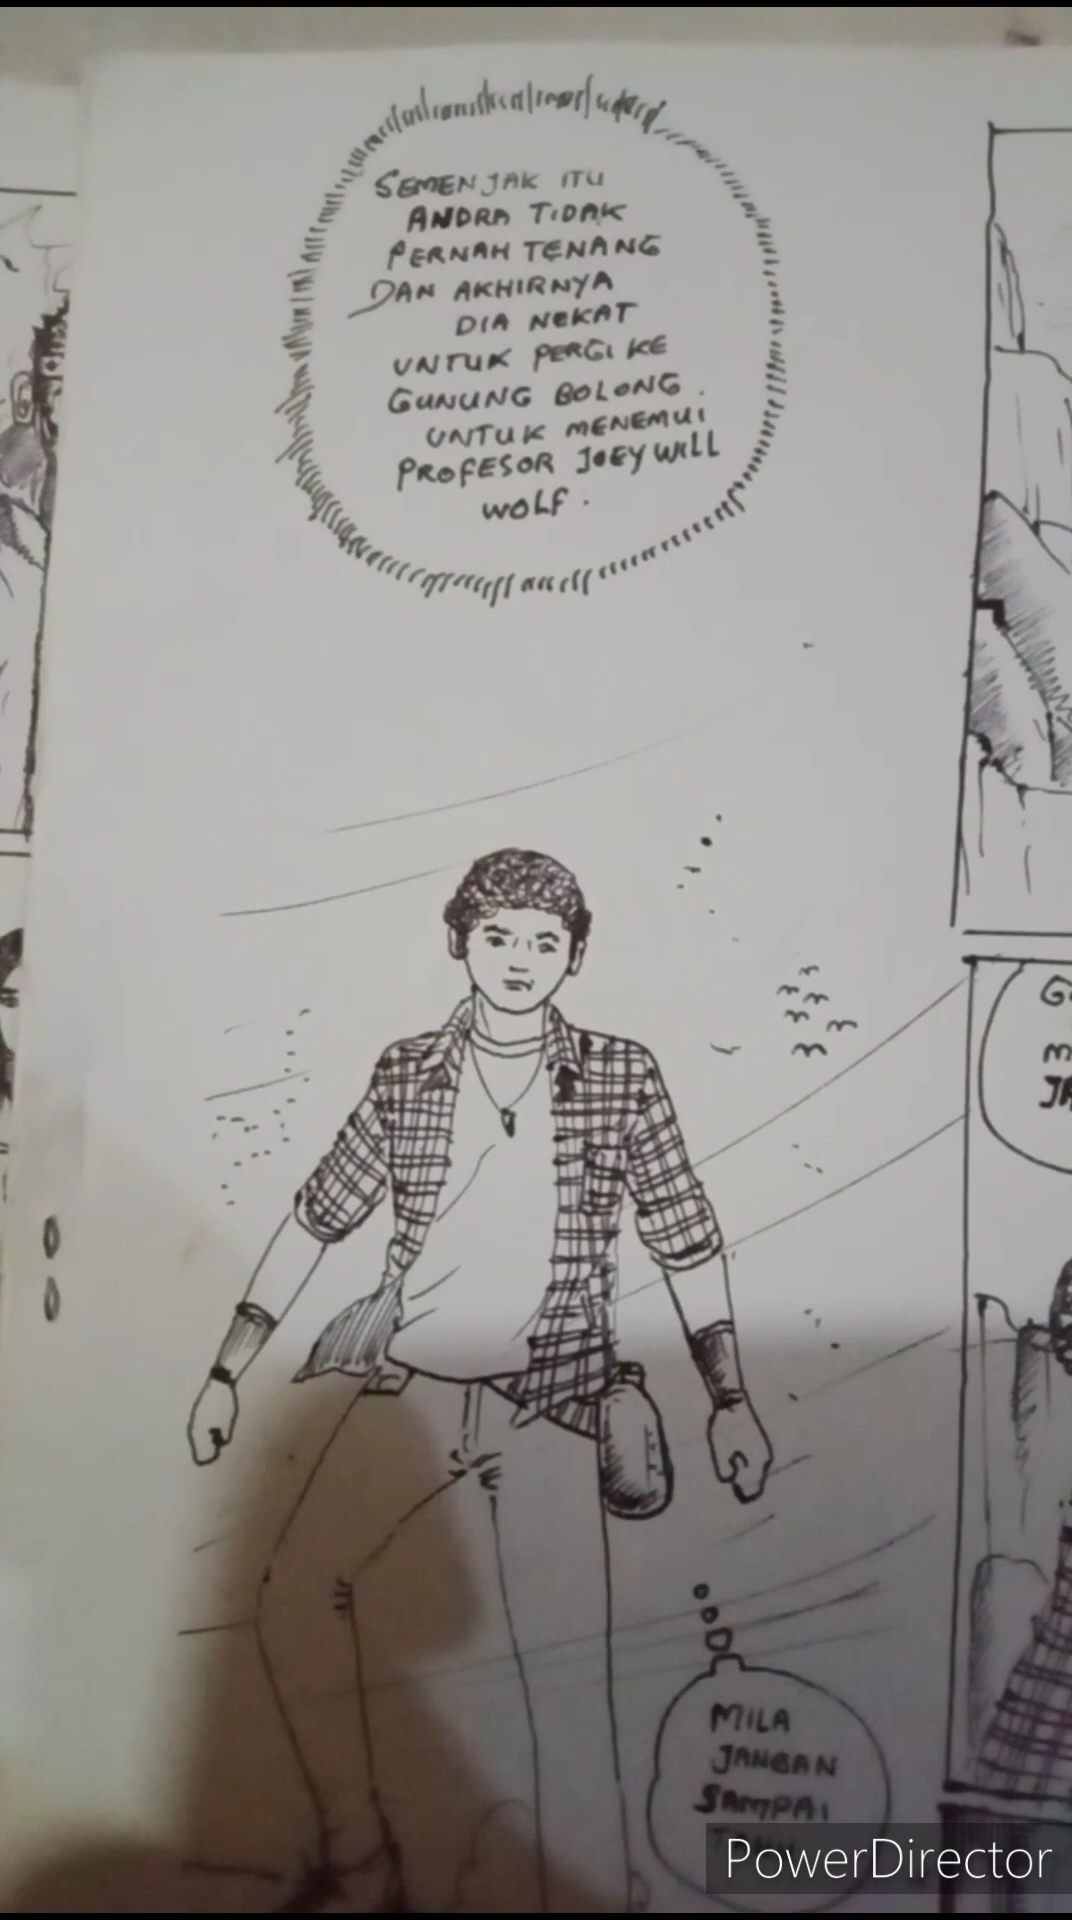 SEMENJAK ITU
ANDRA TIDAK
PERNAH TENANG
DAN AKHIRNYA
DIA NEKAT
UNTUK PERGI KE
GUNUNG BOLONG.
UNTUK MENEMUI
PROFESOR JOEY WILL
WOLF.
MILA
JANGAN
SAMPAI
PowerDirector